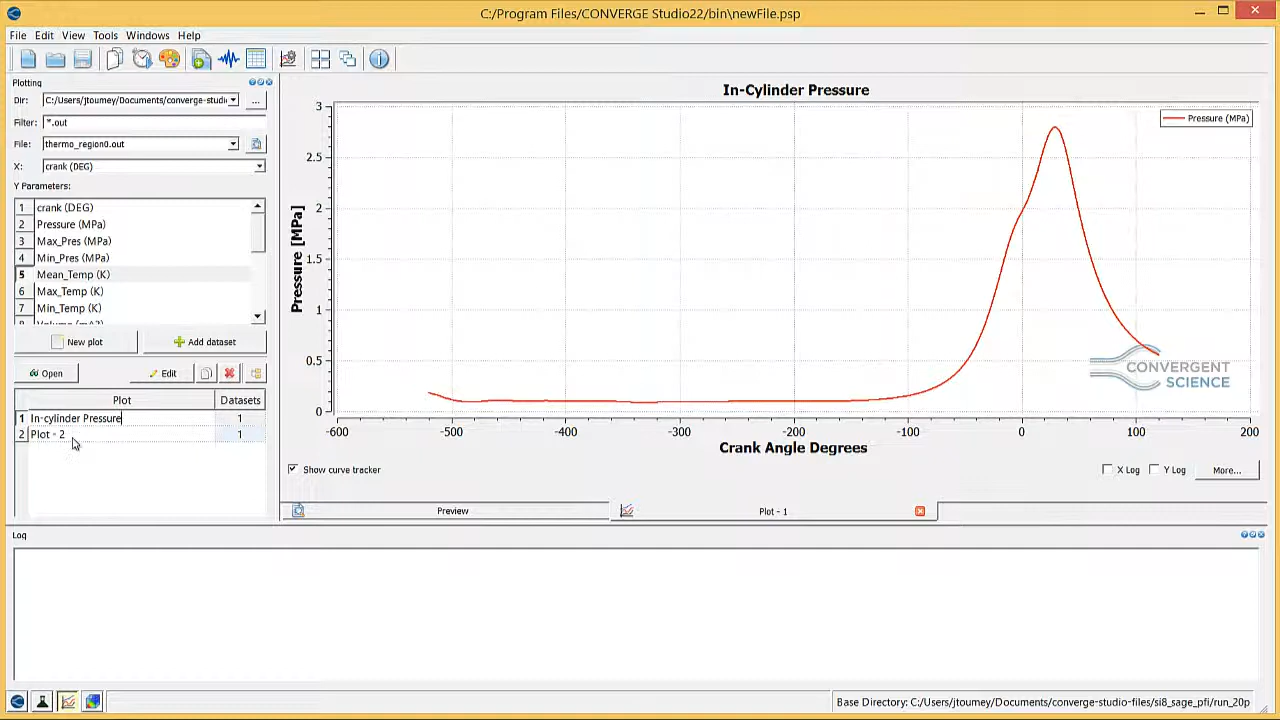 C:/Program Files/CONVERGE Studio22/bin\newFile.psp
File Edit View Tools Windows Help
Plotting
Dir: C:/Users/jtoumey/Documents/converge-studi
...
Filter: *.out
File: thermo_region0.out
X: crank (DEG)
Y Parameters:
1 crank (DEG)
2 Pressure (MPa)
3 Max_Pres (MPa)
4 Min_Pres (MPa)
5 Mean_Temp (K)
6 Max_Temp (K)
7 Min_Temp (K)
New plot Add dataset
Open Edit
Plot Datasets
1 In-cylinder Pressure 1
2 Plot - 2 1
In-Cylinder Pressure
Pressure (MPa)
3
2.5
2
1.5
1
0.5
0
Pressure [MPa]
-600 -500 -400 -300 -200 -100 0 100 200
Crank Angle Degrees
CONVERGENT
SCIENCE
Show curve tracker X Log Y Log More...
Preview Plot - 1
Log
Base Directory: C:/Users/jtoumey/Documents/converge-studio-files/si8_sage_pfi/run_20p